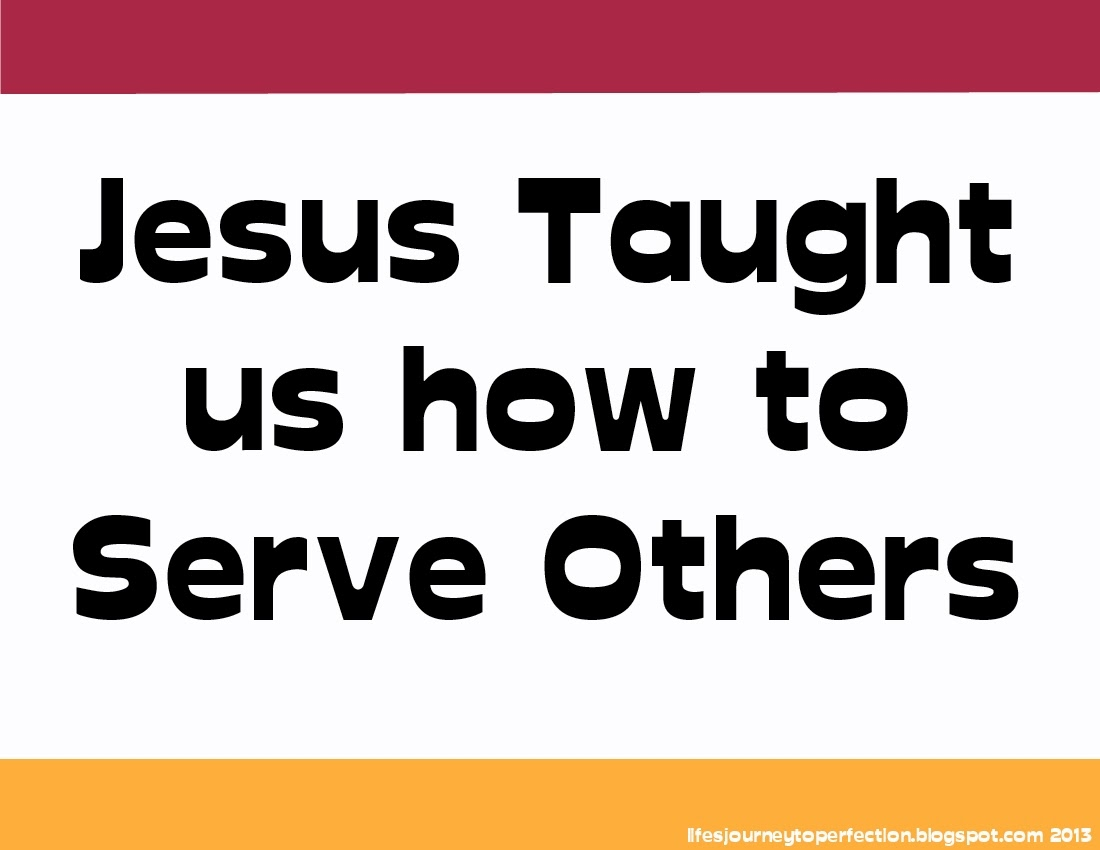 Jesus Taught
us how to
Serve Others
lifesjourneytoperfection.blogspot.com 2013